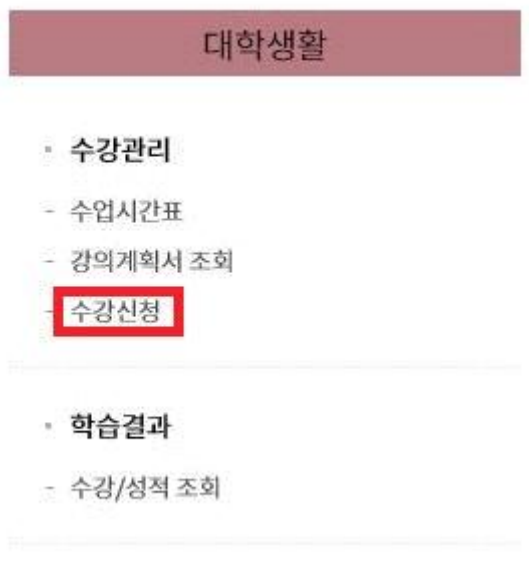 대학생활
수강관리
- 수업시간표
- 강의계획서 조회
- 수강신청
학습결과
- 수강/성적 조회